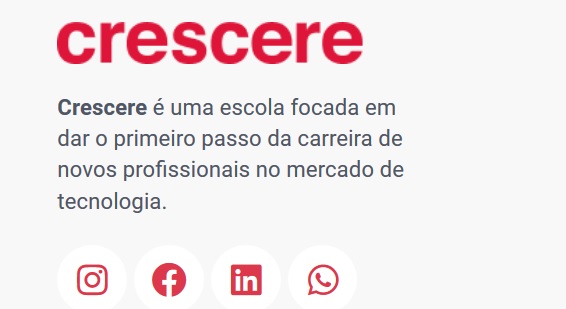 crescere
Crescere é uma escola focada em
dar o primeiro passo da carreira de
novos profissionais no mercado de
tecnologia.